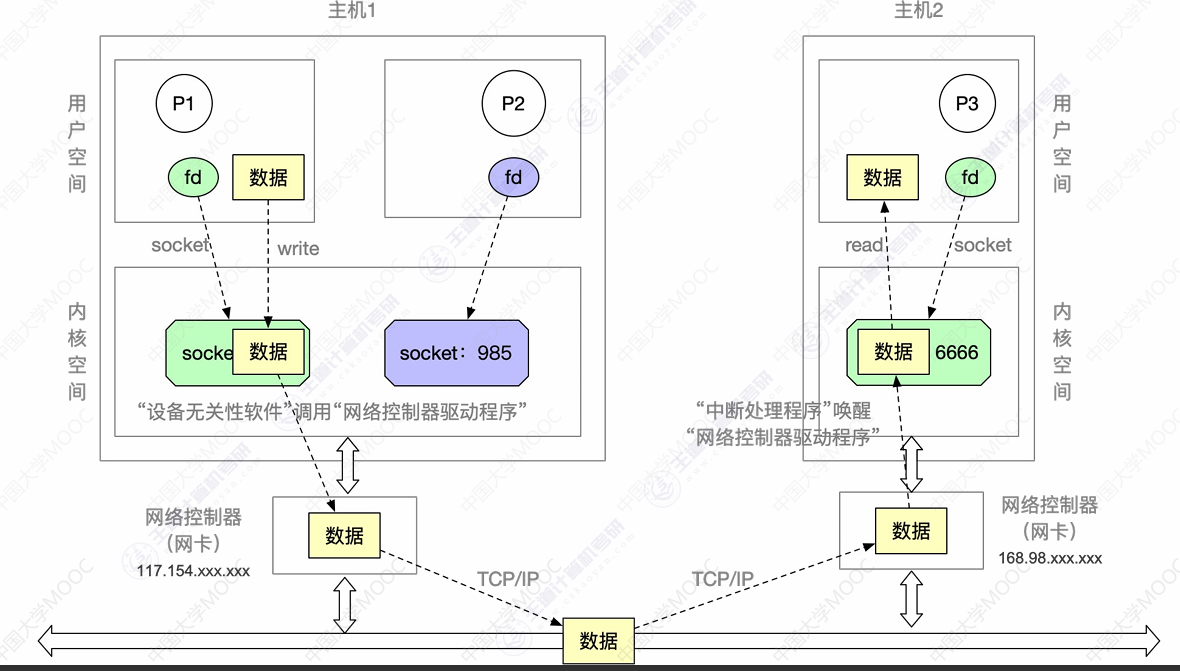 主机1
主机2
P1
P2
P3
用户空间
fd
数据
fd
数据
fd
用户空间
socket
write
read
socket
内核空间
socke
数据
socket：985
数据
6666
内核空间
“设备无关性软件”调用“网络控制器驱动程序”
“中断处理程序”唤醒
“网络控制器驱动程序”
网络控制器
（网卡）
117.154.xxx.xxx
数据
数据
网络控制器
（网卡）
168.98.xxx.xxx
TCP/IP
TCP/IP
数据
中国大学MOOC
王道计算机考研